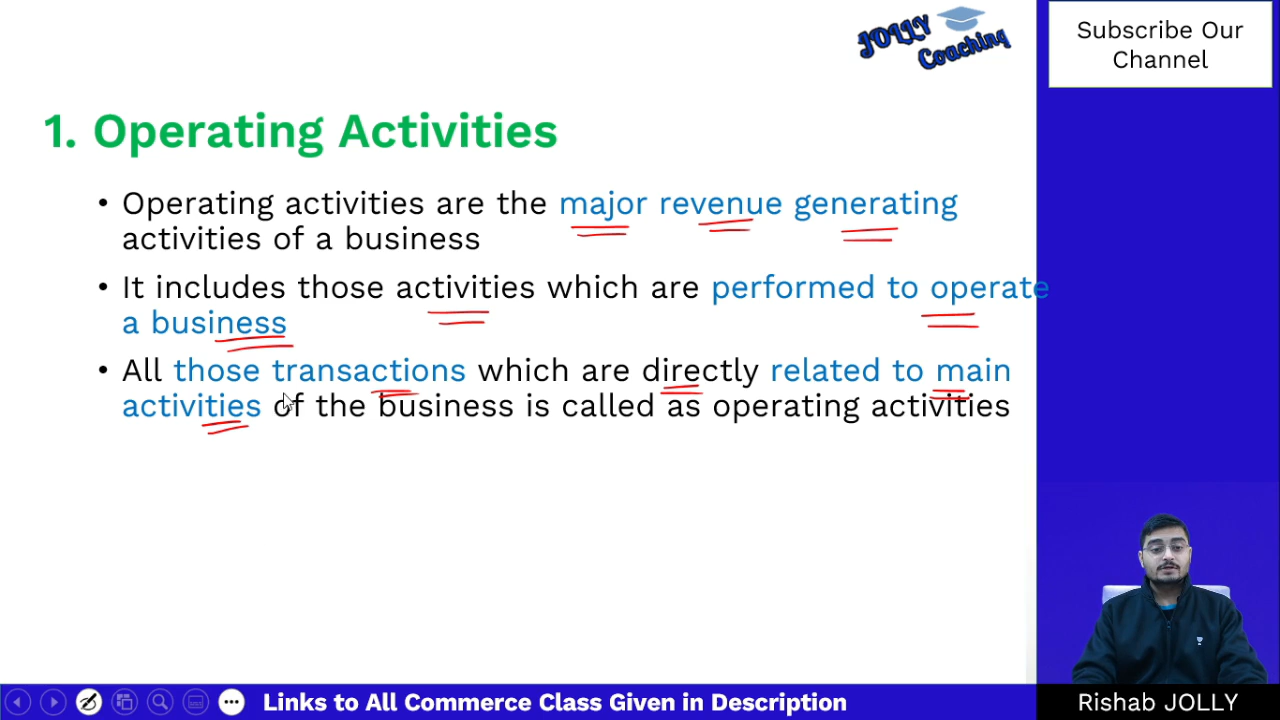 JOLLY
Coaching
Subscribe Our
Channel
1. Operating Activities
• Operating activities are the major revenue generating
activities of a business
• It includes those activities which are performed to operate
a business
• All those transactions which are directly related to main
activities of the business is called as operating activities
Links to All Commerce Class Given in Description
Rishab JOLLY